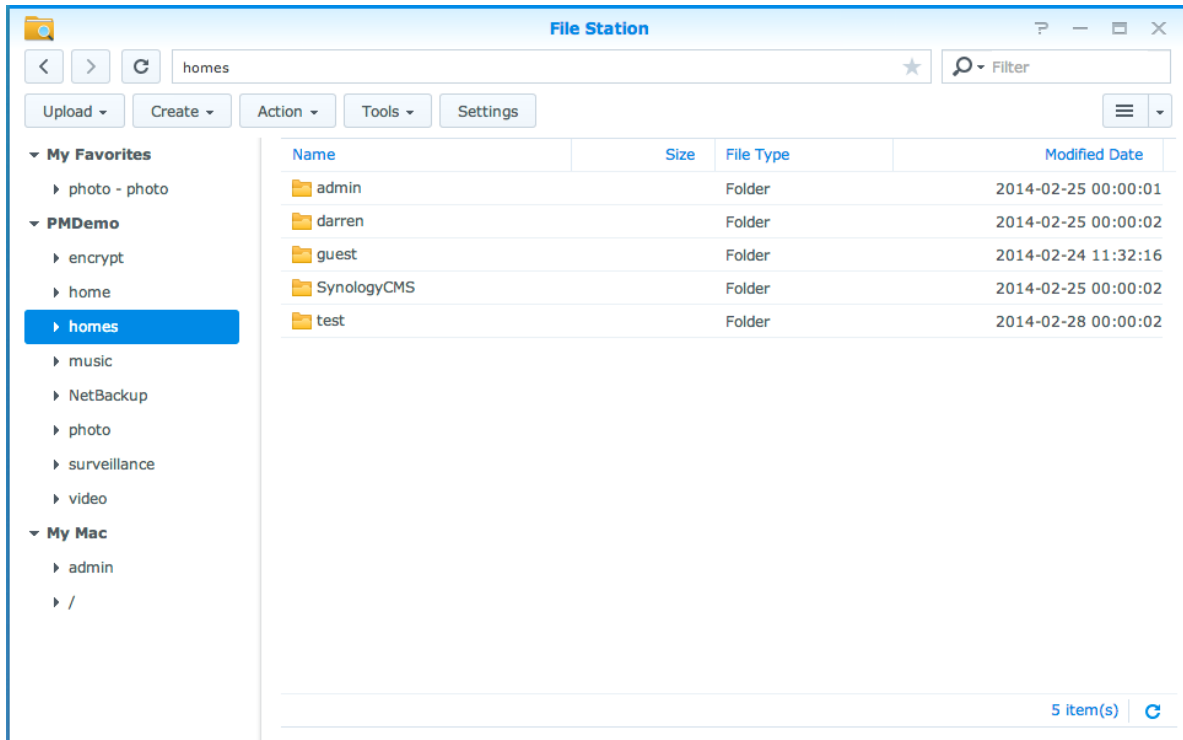 File Station
homes
Filter
Upload Create Action Tools Settings
My Favorites
photo - photo
PMDemo
encrypt
home
homes
music
NetBackup
photo
surveillance
video
My Mac
admin
/
Name Size File Type Modified Date
admin Folder 2014-02-25 00:00:01
darren Folder 2014-02-25 00:00:02
guest Folder 2014-02-24 11:32:16
SynologyCMS Folder 2014-02-25 00:00:02
test Folder 2014-02-28 00:00:02
5 item(s)